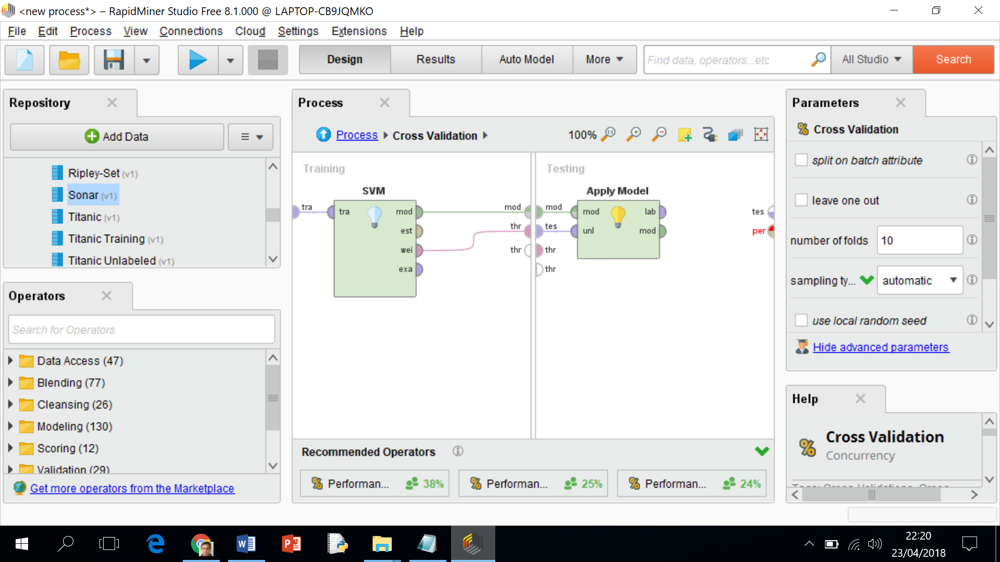 <new process*> – RapidMiner Studio Free 8.1.000 @ LAPTOP-CB9JQMKO
File Edit Process View Connections Cloud Settings Extensions Help
Design Results Auto Model More Find data, operators...etc All Studio Search
Repository
Add Data
Ripley-Set (v1)
Sonar (v1)
Titanic (v1)
Titanic Training (v1)
Titanic Unlabeled (v1)
Operators
Search for Operators
Data Access (47)
Blending (77)
Cleansing (26)
Modeling (130)
Scoring (12)
Validation (29)
Get more operators from the Marketplace
Process
Process Cross Validation 100%
Training
SVM
tra tra mod mod
est thr
wei thr
exa
Testing
Apply Model
mod mod lab tes
tes unl mod per
thr
thr
Recommended Operators
Performan... 38% Performan... 25% Performan... 24%
Parameters
Cross Validation
split on batch attribute
leave one out
number of folds 10
sampling ty... automatic
use local random seed
Hide advanced parameters
Help
Cross Validation
Concurrency
22:20
23/04/2018